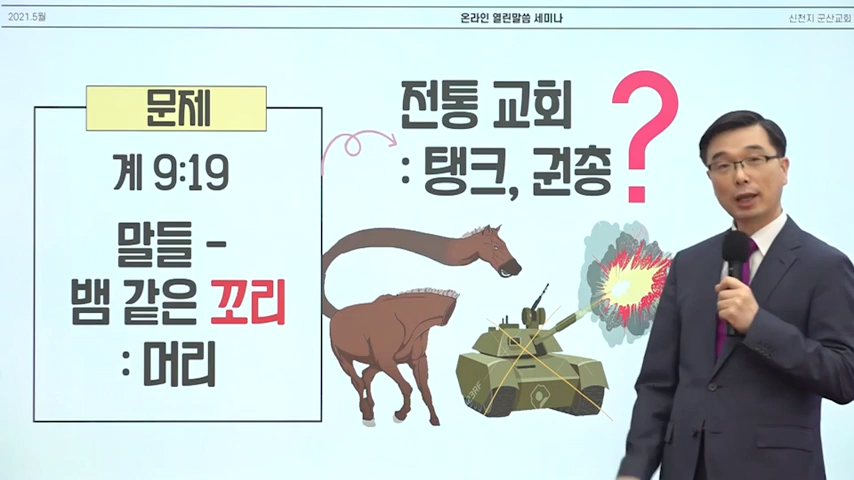 2021.5월
온라인 열린말씀 세미나
신천지 군산교회
문제
계 9:19
말들 -
뱀 같은 꼬리
: 머리
전통 교회
: 탱크, 권총
?
123RF